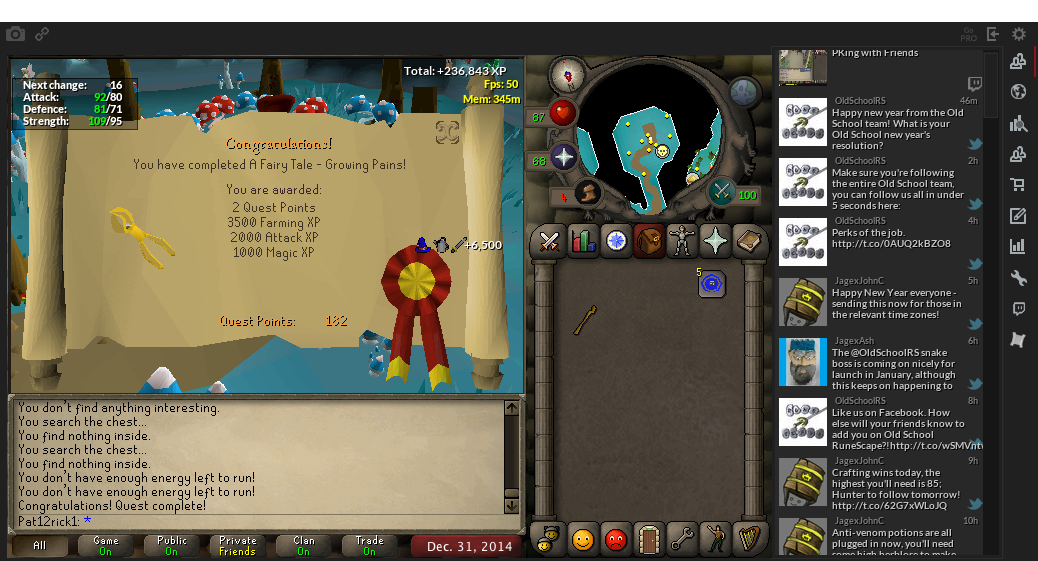 Go
PRO
Next change: 16
Attack: 92/80
Defence: 81/71
Strength: 109/95
Total: +236,843 XP
Fps: 50
Mem: 345m
Congratulations!
You have completed A Fairy Tale - Growing Pains!
You are awarded:
2 Quest Points
3500 Farming XP
2000 Attack XP
1000 Magic XP
+6,500
Quest Points: 182
67
68
4
100
5
You don't find anything interesting.
You search the chest...
You find nothing inside.
You search the chest...
You find nothing inside.
You don't have enough energy left to run!
You don't have enough energy left to run!
Congratulations! Quest complete!
Pat12rick1: *
All
Game
On
Public
On
Private
Friends
Clan
On
Trade
On
Dec. 31, 2014
PKing with Friends
OldSchoolRS 46m
Happy new year from the Old
School team! What is your
Old School new year's
resolution?
OldSchoolRS 2h
Make sure you're following
the entire Old School team,
you can follow us all in under
5 seconds here:
OldSchoolRS 4h
Perks of the job.
http://t.co/0AUQ2kBZO8
JagexJohnC 5h
Happy New Year everyone -
sending this now for those in
the relevant time zones!
JagexAsh 6h
The @OldSchoolRS snake
boss is coming on nicely for
launch in January, although
this keeps on happening to
OldSchoolRS 8h
Like us on Facebook. How
else will your friends know to
add you on Old School
RuneScape?!http://t.co/wSMVnt
JagexJohnC 9h
Crafting wins today, the
highest you'll need is 85;
Hunter to follow tomorrow!
http://t.co/62G7xWLoJQ
JagexJohnC 10h
Anti-venom potions are all
plugged in now, you'll need
some high herblore to make